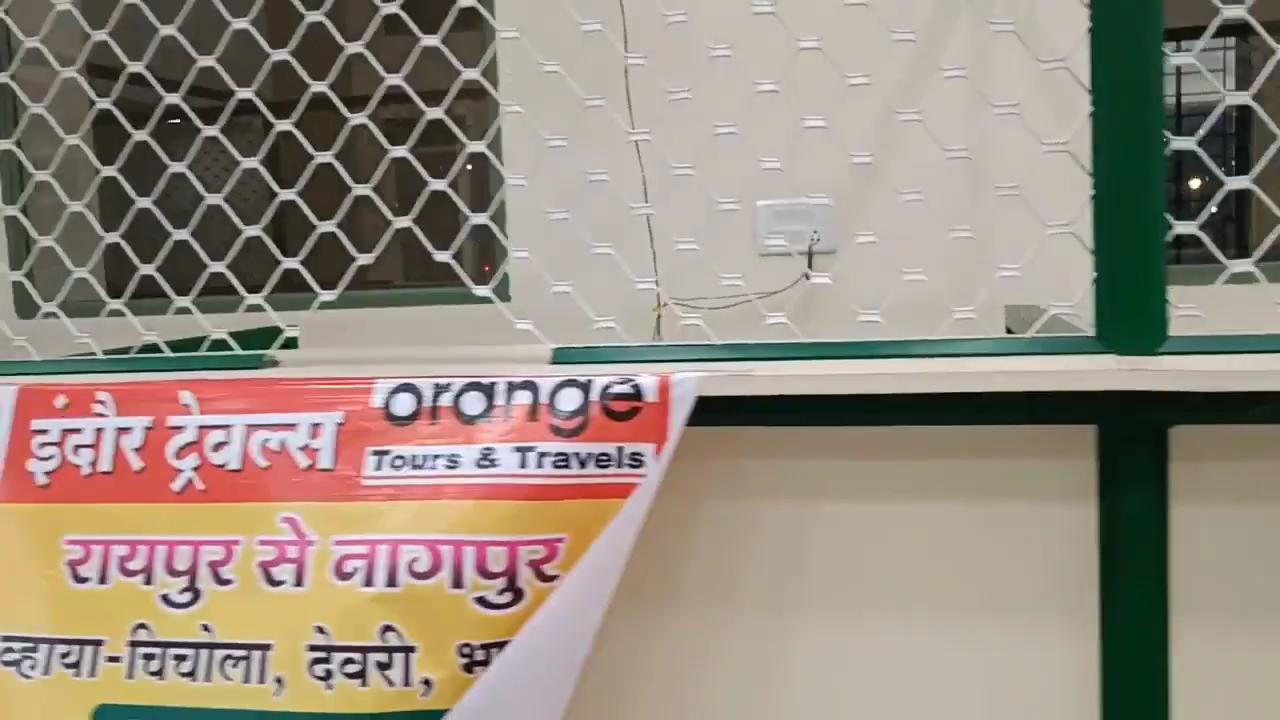 इंदौर ट्रेवल्स
orange
Tours & Travels
रायपुर से नागपुर
व्हाया-चिचोला, देवरी,